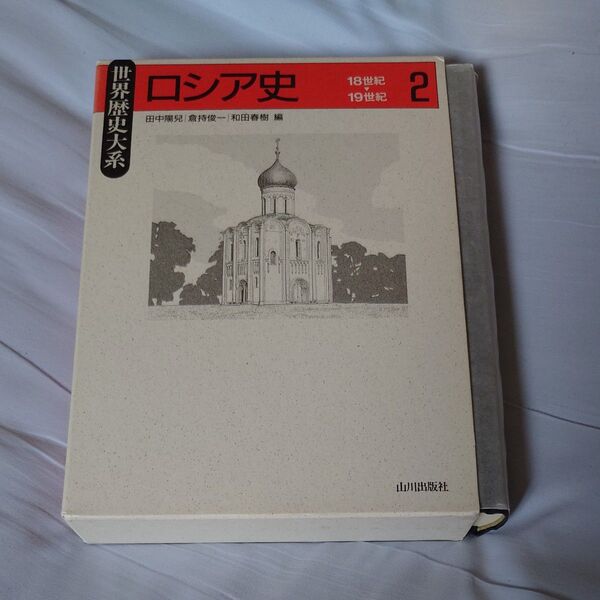 世界歴史大系
ロシア史
18世紀
19世紀
2
田中陽兒|倉持俊一|和田春樹 編
山川出版社